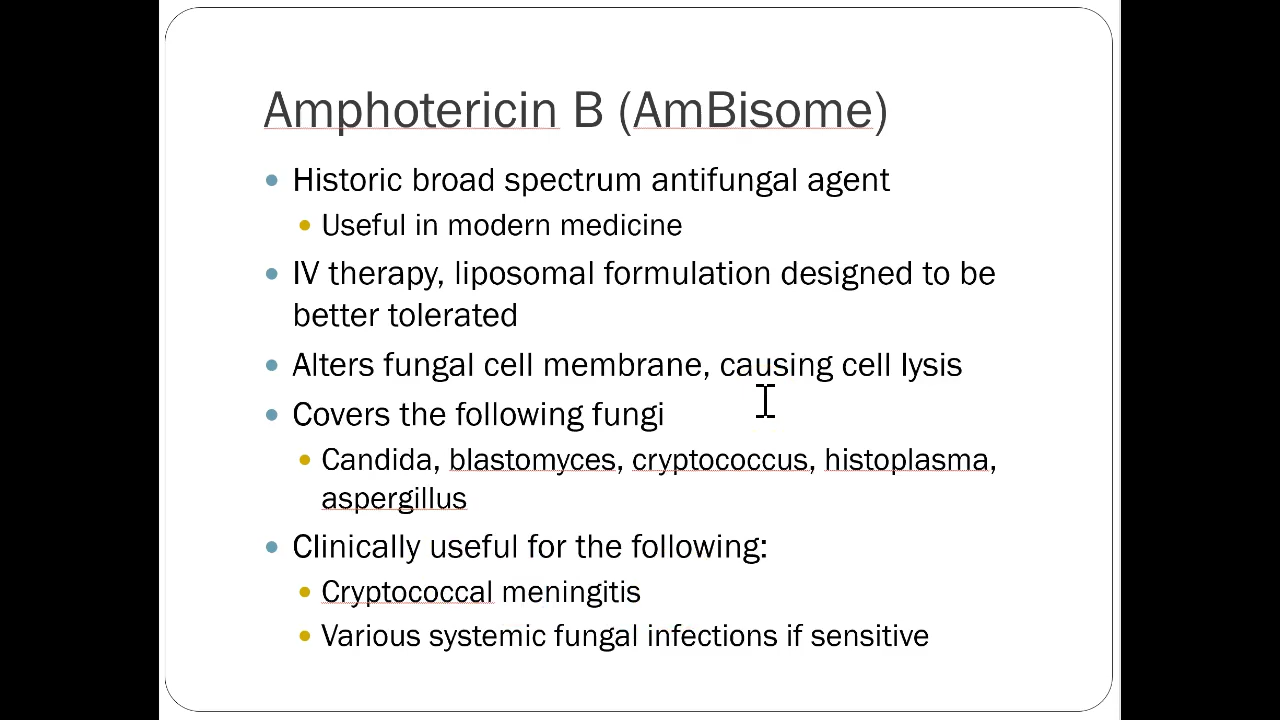 Amphotericin B (AmBisome)
Historic broad spectrum antifungal agent
Useful in modern medicine
IV therapy, liposomal formulation designed to be
better tolerated
Alters fungal cell membrane, causing cell lysis
Covers the following fungi
Candida, blastomyces, cryptococcus, histoplasma,
aspergillus
Clinically useful for the following:
Cryptococcal meningitis
Various systemic fungal infections if sensitive